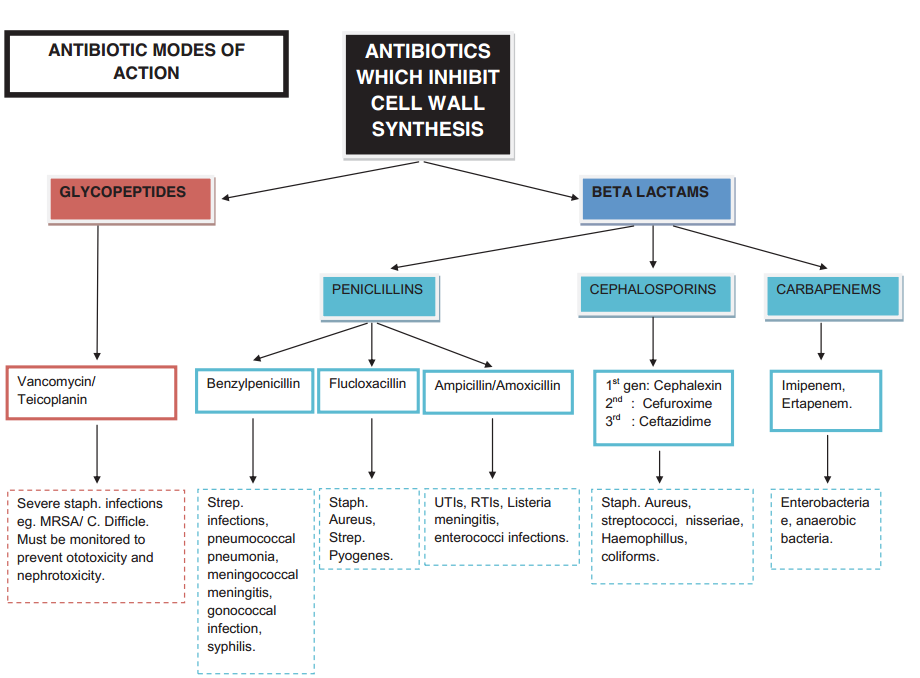 ANTIBIOTIC MODES OF
ACTION
ANTIBIOTICS
WHICH INHIBIT
CELL WALL
SYNTHESIS
GLYCOPEPTIDES
BETA LACTAMS
PENICLILLINS
CEPHALOSPORINS
CARBAPENEMS
Vancomycin/
Teicoplanin
Benzylpenicillin
Flucloxacillin
Ampicillin/Amoxicillin
1st gen: Cephalexin
2nd : Cefuroxime
3rd : Ceftazidime
Imipenem,
Ertapenem.
Severe staph. infections
eg. MRSA/ C. Difficle.
Must be monitored to
prevent ototoxicity and
nephrotoxicity.
Strep.
infections,
pneumococcal
pneumonia,
meningococcal
meningitis,
gonococcal
infection,
syphilis.
Staph.
Aureus,
Strep.
Pyogenes.
UTIs, RTIs, Listeria
meningitis,
enterococci infections.
Staph. Aureus,
streptococci, nisseriae,
Haemophillus,
coliforms.
Enterobacteria
e, anaerobic
bacteria.